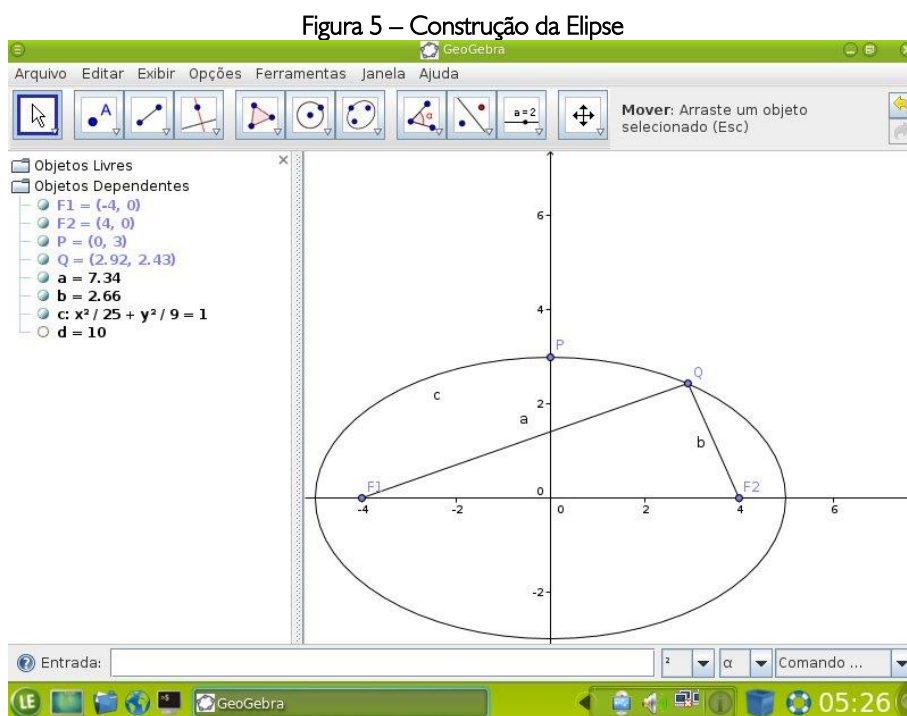 Figura 5 – Construção da Elipse
GeoGebra
Arquivo Editar Exibir Opções Ferramentas Janela Ajuda
A
α
a=2
Mover: Arraste um objeto
selecionado (Esc)
Objetos Livres
Objetos Dependentes
F1 = (-4, 0)
F2 = (4, 0)
P = (0, 3)
Q = (2.92, 2.43)
a = 7.34
b = 2.66
c: x² / 25 + y² / 9 = 1
d = 10
6
4
P
Q
c
2
a
b
F1
0
F2
-4 -2 0 2 4 6
-2
Entrada:
² α Comando ...
LE GeoGebra 05:26